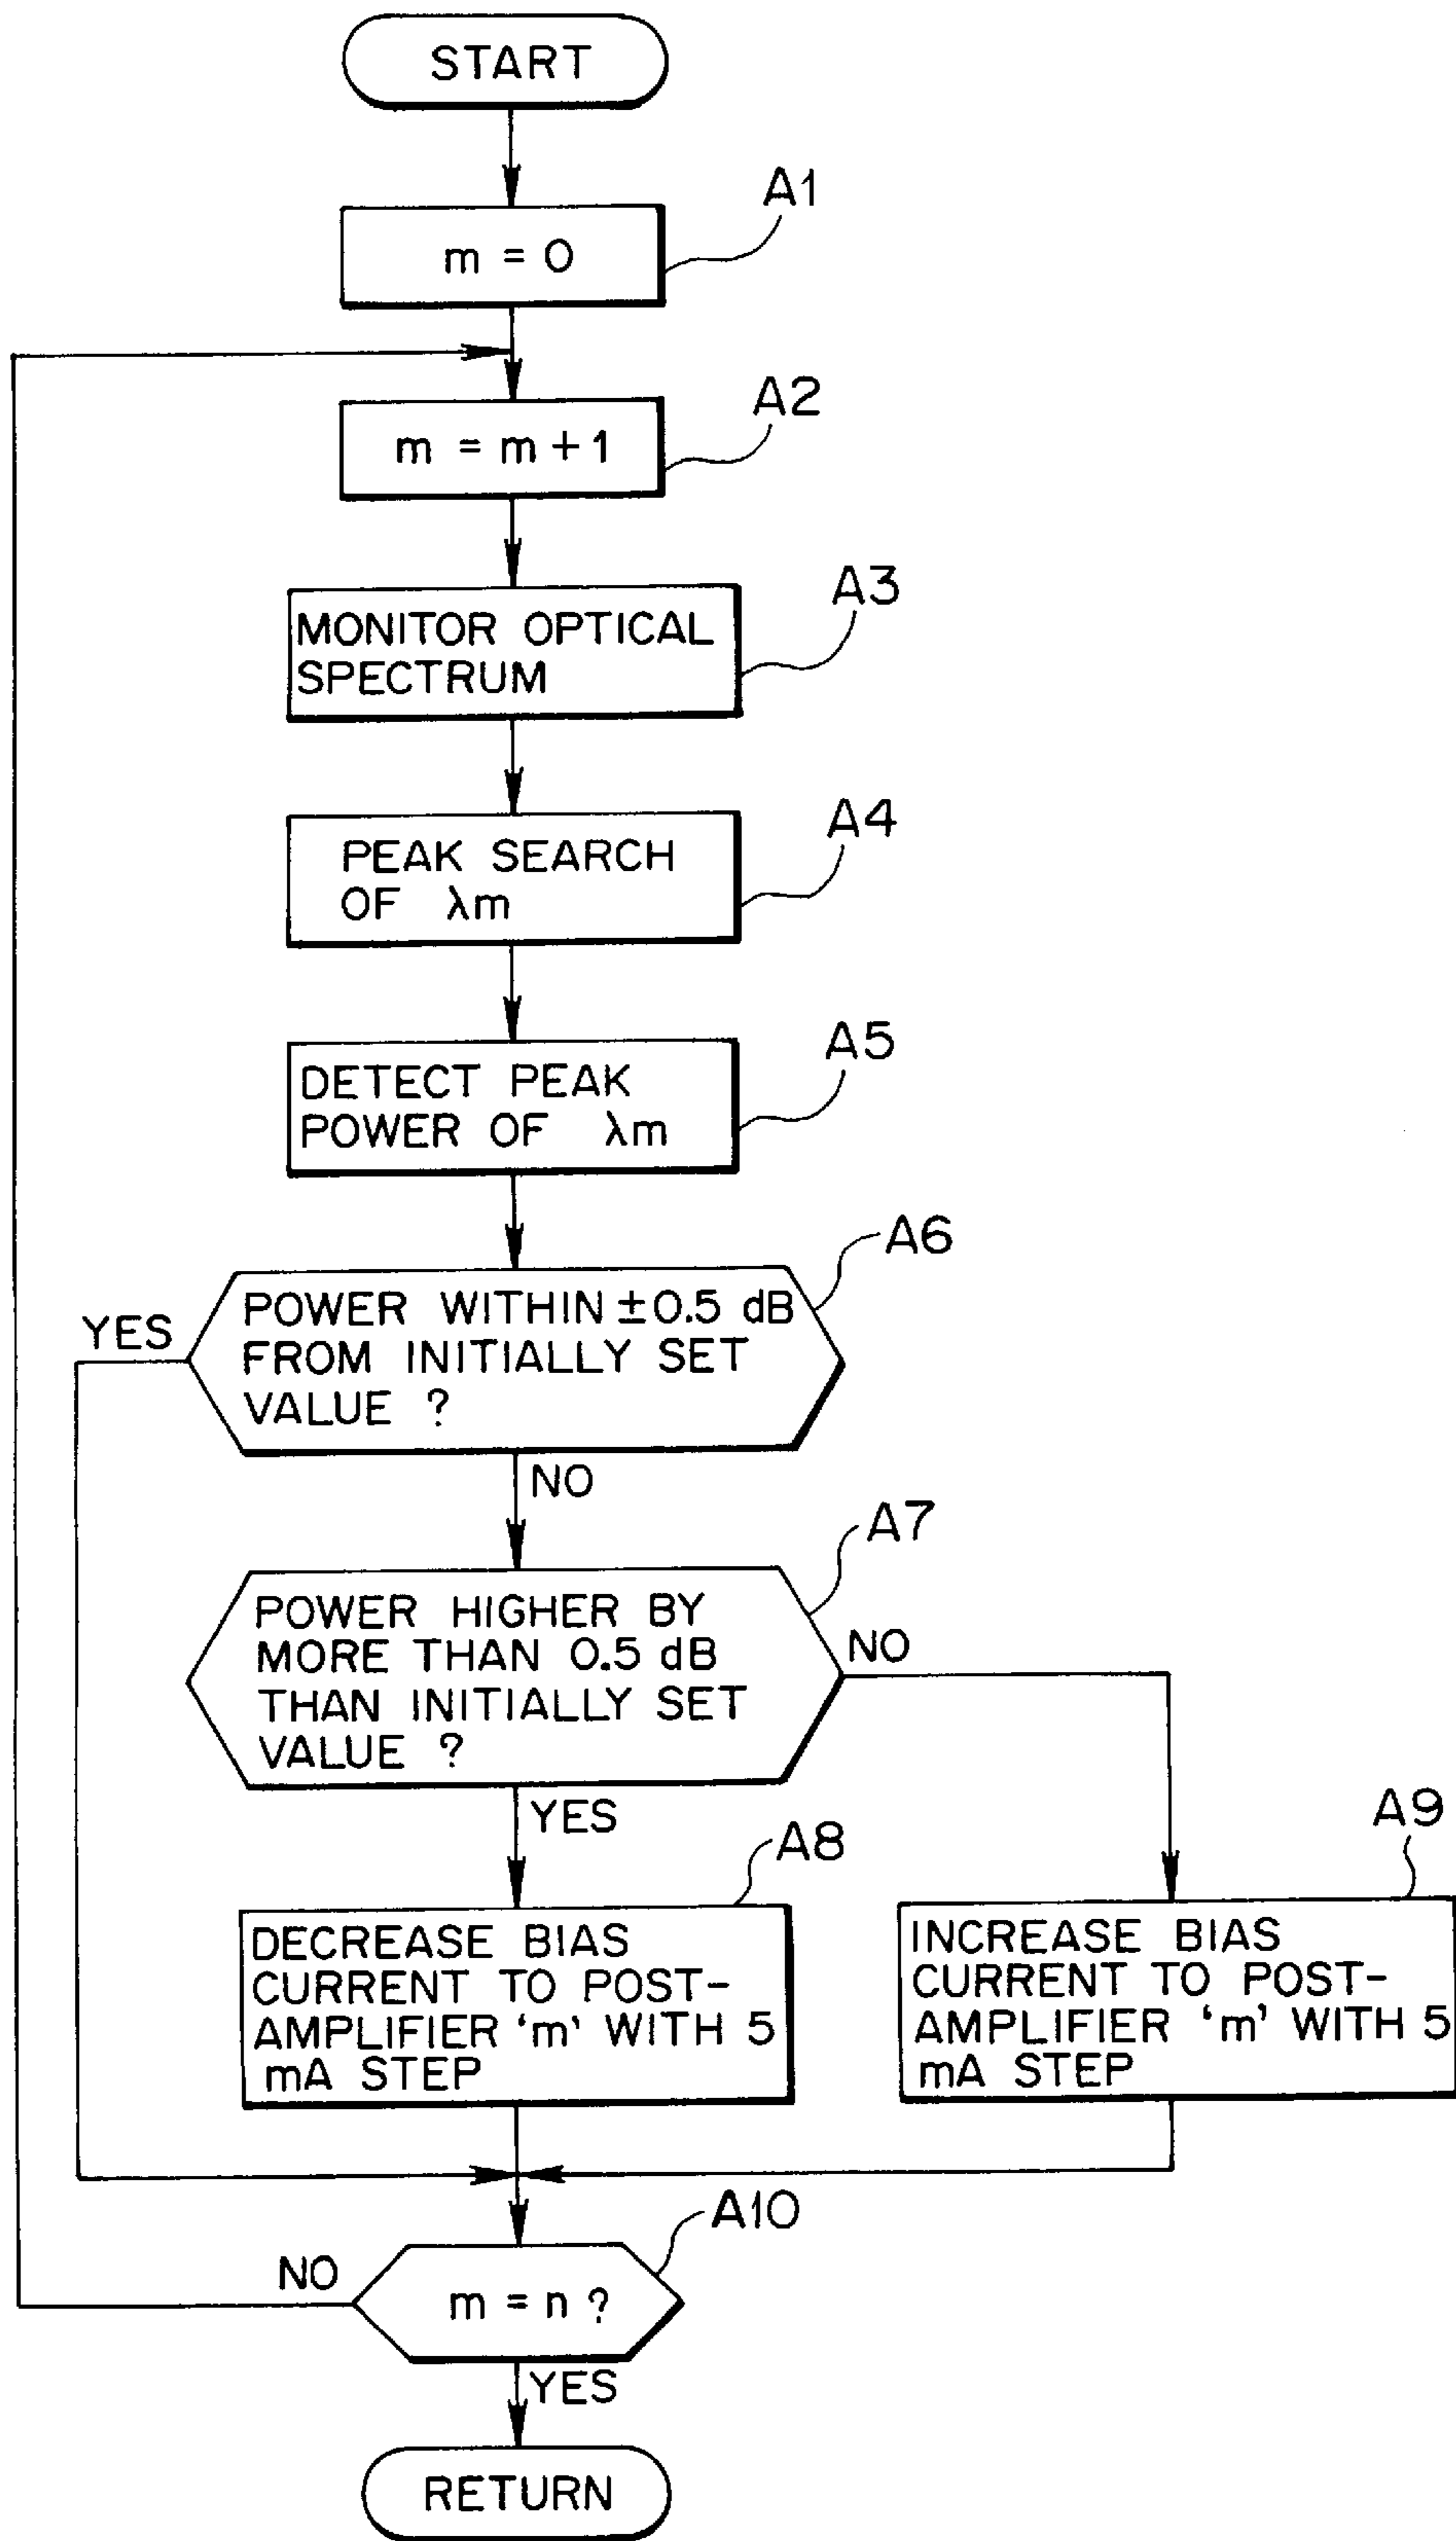 START
A1
m = 0
A2
m = m + 1
A3
MONITOR OPTICAL
SPECTRUM
A4
PEAK SEARCH
OF λm
A5
DETECT PEAK
POWER OF λm
A6
YES
POWER WITHIN ±0.5 dB
FROM INITIALLY SET
VALUE ?
NO
A7
POWER HIGHER BY
MORE THAN 0.5 dB
THAN INITIALLY SET
VALUE ?
NO
YES
A8
A9
DECREASE BIAS
CURRENT TO POST-
AMPLIFIER 'm' WITH 5
mA STEP
INCREASE BIAS
CURRENT TO POST-
AMPLIFIER 'm' WITH 5
mA STEP
A10
NO
m = n ?
YES
RETURN